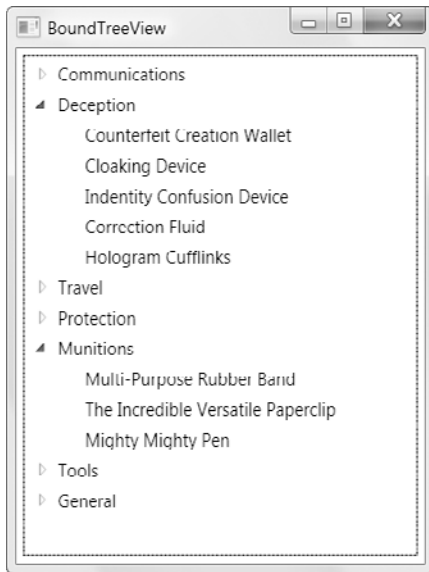 BoundTreeView
Communications
Deception
Counterfeit Creation Wallet
Cloaking Device
Indentity Confusion Device
Correction Fluid
Hologram Cufflinks
Travel
Protection
Munitions
Multi-Purpose Rubber Band
The Incredible Versatile Paperclip
Mighty Mighty Pen
Tools
General